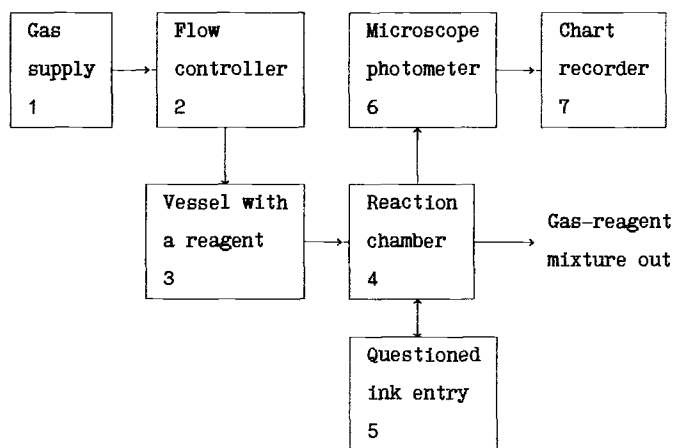 Gas
supply
1
Flow
controller
2
Microscope
photometer
6
Chart
recorder
7
Vessel with
a reagent
3
Reaction
chamber
4
Gas-reagent
mixture out
Questioned
ink entry
5